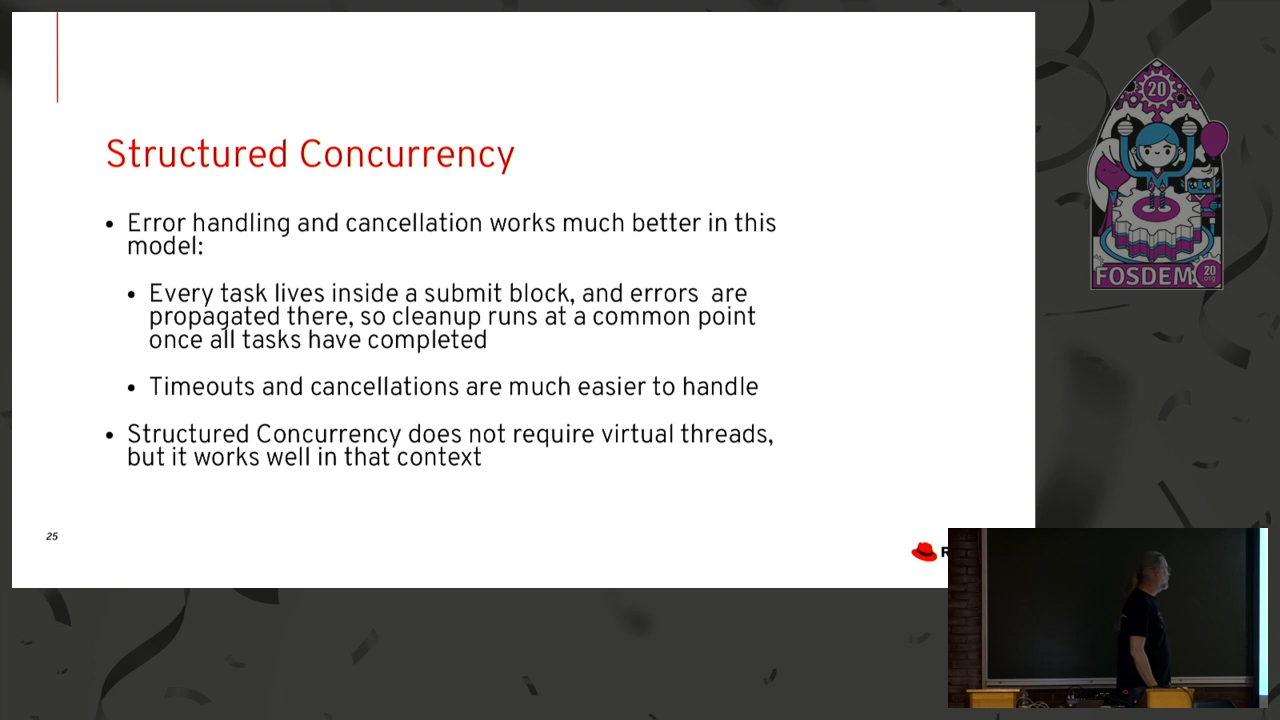 Structured Concurrency
• Error handling and cancellation works much better in this
model:
• Every task lives inside a submit block, and errors are
propagated there, so cleanup runs at a common point
once all tasks have completed
• Timeouts and cancellations are much easier to handle
• Structured Concurrency does not require virtual threads,
but it works well in that context
25
20
FOSDEM
20
.org